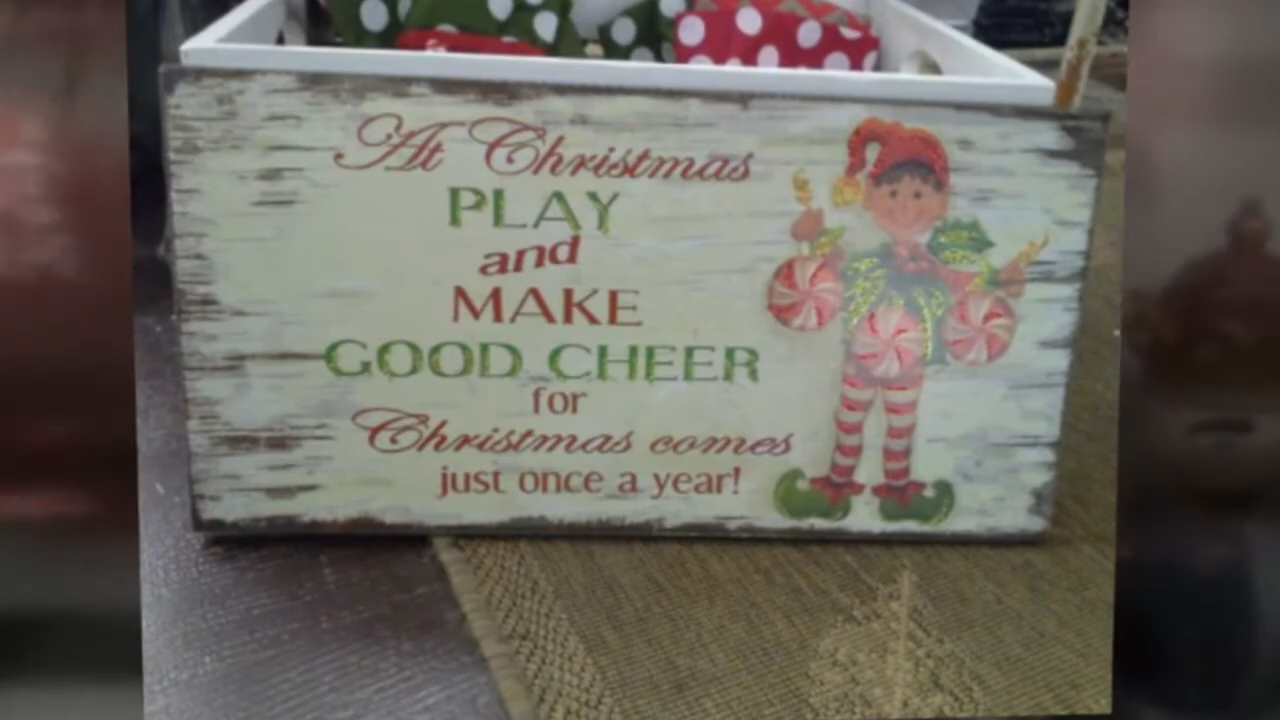 At Christmas
PLAY
and
MAKE
GOOD CHEER
for
Christmas comes
just once a year!